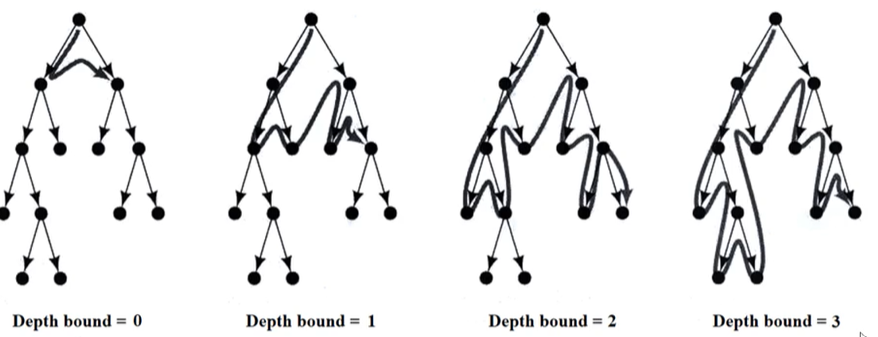 Depth bound = 0
Depth bound = 1
Depth bound = 2
Depth bound = 3